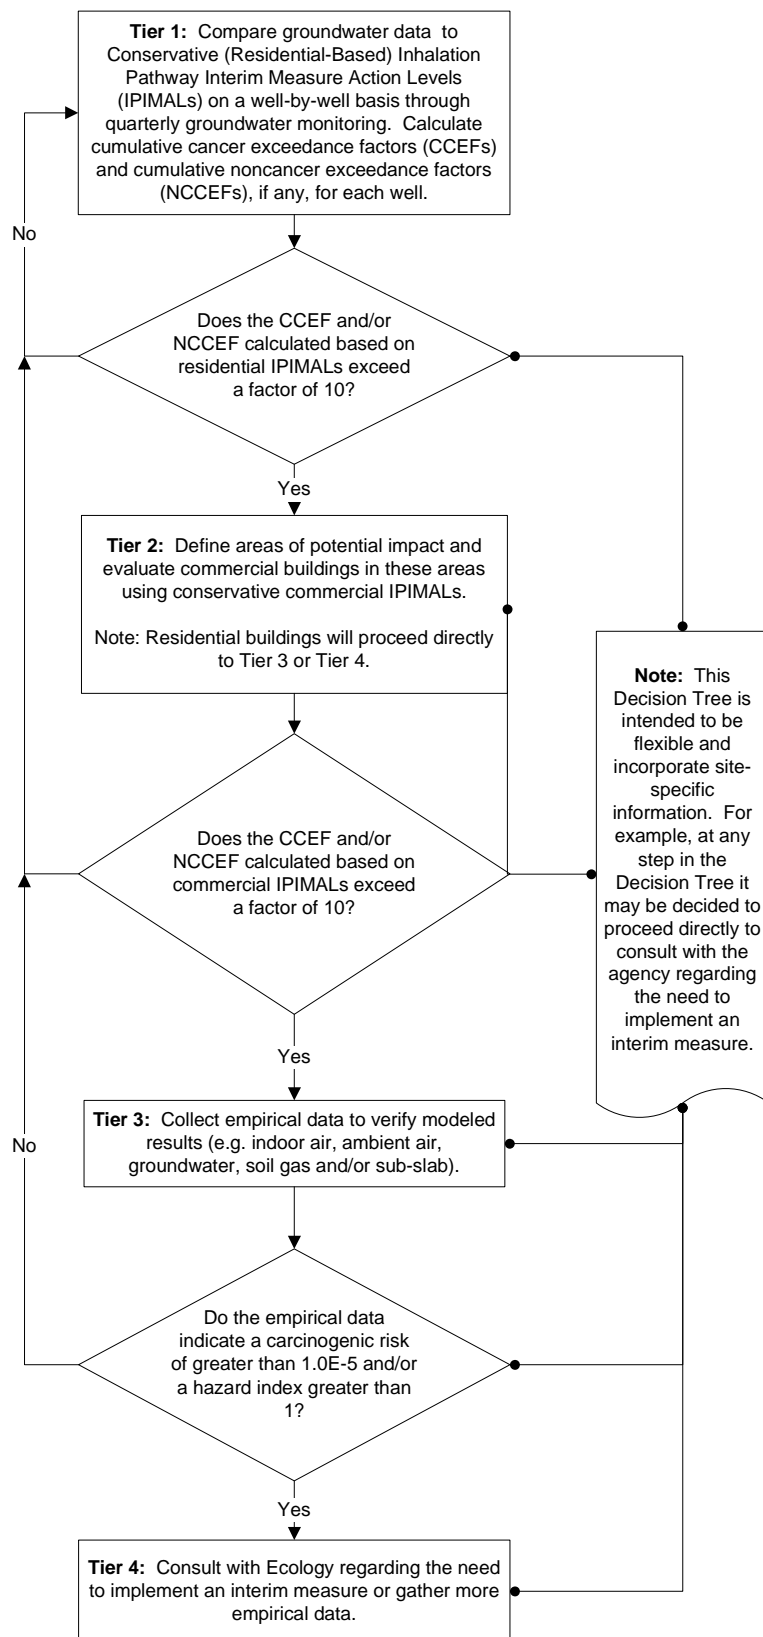 Tier 1: Compare groundwater data to
Conservative (Residential-Based) Inhalation
Pathway Interim Measure Action Levels
(IPIMALs) on a well-by-well basis through
quarterly groundwater monitoring. Calculate
cumulative cancer exceedance factors (CCEFs)
and cumulative noncancer exceedance factors
(NCCEFs), if any, for each well.
No
Does the CCEF and/or
NCCEF calculated based on
residential IPIMALs exceed
a factor of 10?
Yes
Tier 2: Define areas of potential impact and
evaluate commercial buildings in these areas
using conservative commercial IPIMALs.
Note: Residential buildings will proceed directly
to Tier 3 or Tier 4.
Note: This
Decision Tree is
intended to be
flexible and
incorporate site-
specific
information. For
example, at any
step in the
Decision Tree it
may be decided to
proceed directly to
consult with the
agency regarding
the need to
implement an
interim measure.
Does the CCEF and/or
NCCEF calculated based on
commercial IPIMALs exceed
a factor of 10?
Yes
No
Tier 3: Collect empirical data to verify modeled
results (e.g. indoor air, ambient air,
groundwater, soil gas and/or sub-slab).
Do the empirical data
indicate a carcinogenic risk
of greater than 1.0E-5 and/or
a hazard index greater than
1?
Yes
Tier 4: Consult with Ecology regarding the need
to implement an interim measure or gather more
empirical data.